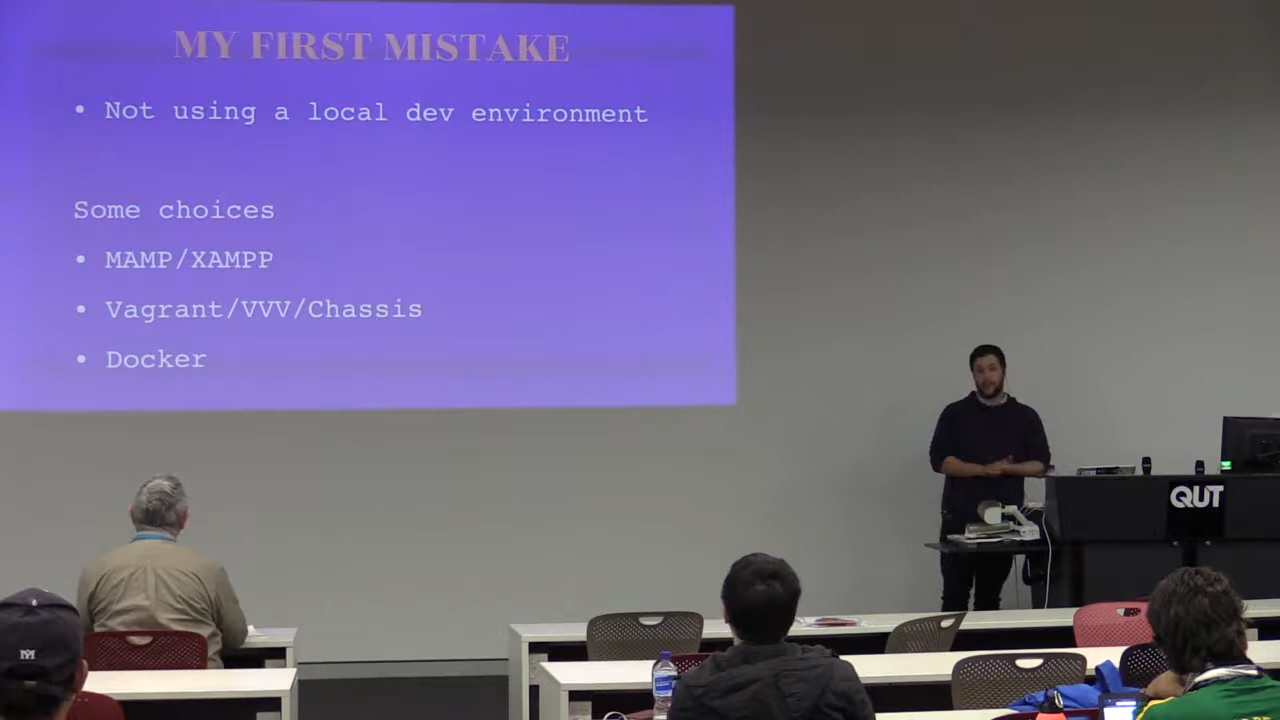 MY FIRST MISTAKE
• Not using a local dev environment
Some choices
• MAMP/XAMPP
• Vagrant/VVV/Chassis
• Docker
QUT